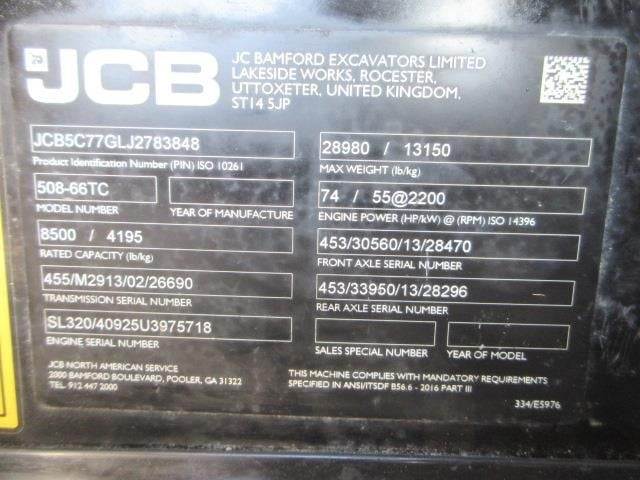 JCB
JC BAMFORD EXCAVATORS LIMITED
LAKESIDE WORKS, ROCESTER,
UTTOXETER, UNITED KINGDOM,
ST14 5JP
JCB5C77GLJ2783848
Product Identification Number (PIN) ISO 10261
508-66TC
MODEL NUMBER
YEAR OF MANUFACTURE
8500 / 4195
RATED CAPACITY (lb/kg)
455/M2913/02/26690
TRANSMISSION SERIAL NUMBER
SL320/40925U3975718
ENGINE SERIAL NUMBER
JCB NORTH AMERICAN SERVICE
2000 BAMFORD BOULEVARD, POOLER, GA 31322
TEL. 912 447 2000
28980 / 13150
MAX WEIGHT (lb/kg)
74 / 55@2200
ENGINE POWER (HP/kW) @ (RPM) ISO 14396
453/30560/13/28470
FRONT AXLE SERIAL NUMBER
453/33950/13/28296
REAR AXLE SERIAL NUMBER
SALES SPECIAL NUMBER
YEAR OF MODEL
THIS MACHINE COMPLIES WITH MANDATORY REQUIREMENTS
SPECIFIED IN ANSI/ITSDF B56.6 - 2016 PART III
334/E5976